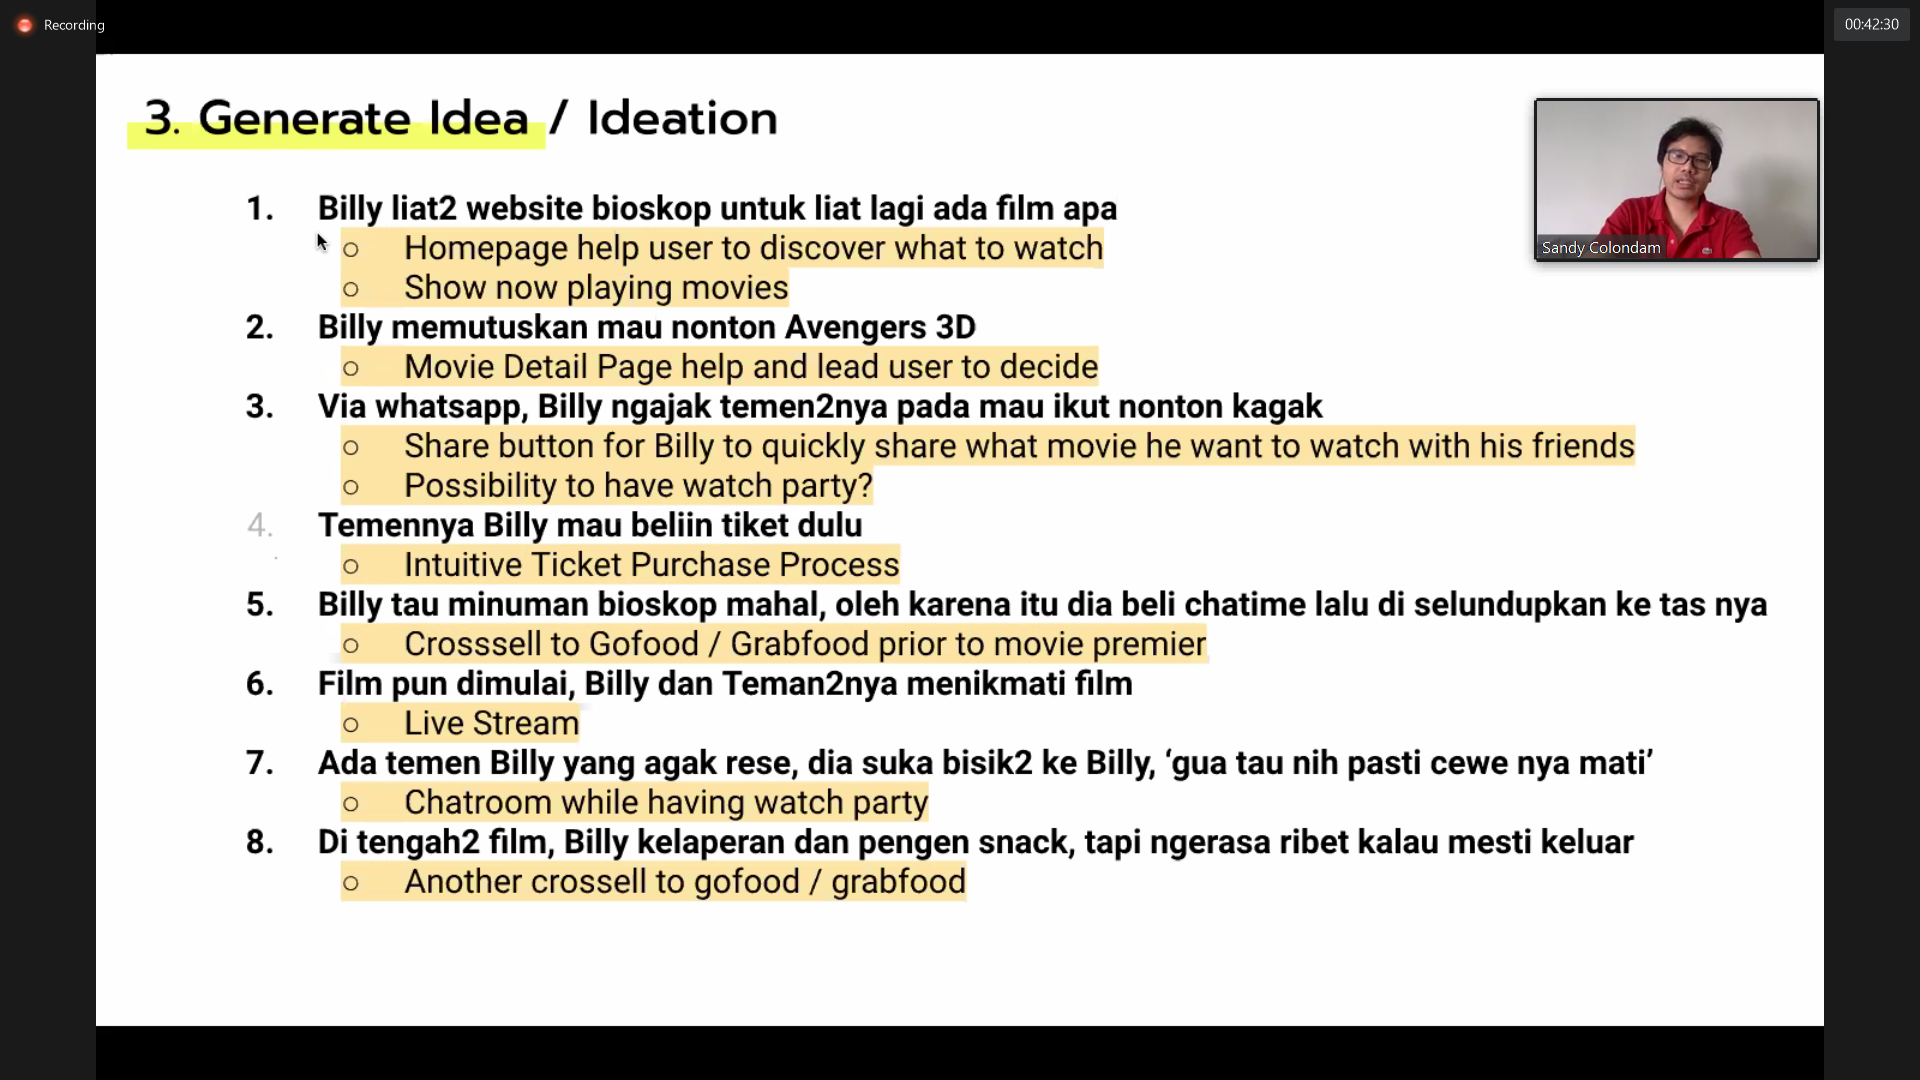 Recording
00:42:30
3. Generate Idea / Ideation
Sandy Colondam
1. Billy liat2 website bioskop untuk liat lagi ada film apa
○ Homepage help user to discover what to watch
○ Show now playing movies
2. Billy memutuskan mau nonton Avengers 3D
○ Movie Detail Page help and lead user to decide
3. Via whatsapp, Billy ngajak temen2nya pada mau ikut nonton kagak
○ Share button for Billy to quickly share what movie he want to watch with his friends
○ Possibility to have watch party?
4. Temennya Billy mau beliin tiket dulu
○ Intuitive Ticket Purchase Process
5. Billy tau minuman bioskop mahal, oleh karena itu dia beli chatime lalu di selundupkan ke tas nya
○ Crosssell to Gofood / Grabfood prior to movie premier
6. Film pun dimulai, Billy dan Teman2nya menikmati film
○ Live Stream
7. Ada temen Billy yang agak rese, dia suka bisik2 ke Billy, ‘gua tau nih pasti cewe nya mati’
○ Chatroom while having watch party
8. Di tengah2 film, Billy kelaperan dan pengen snack, tapi ngerasa ribet kalau mesti keluar
○ Another crossell to gofood / grabfood